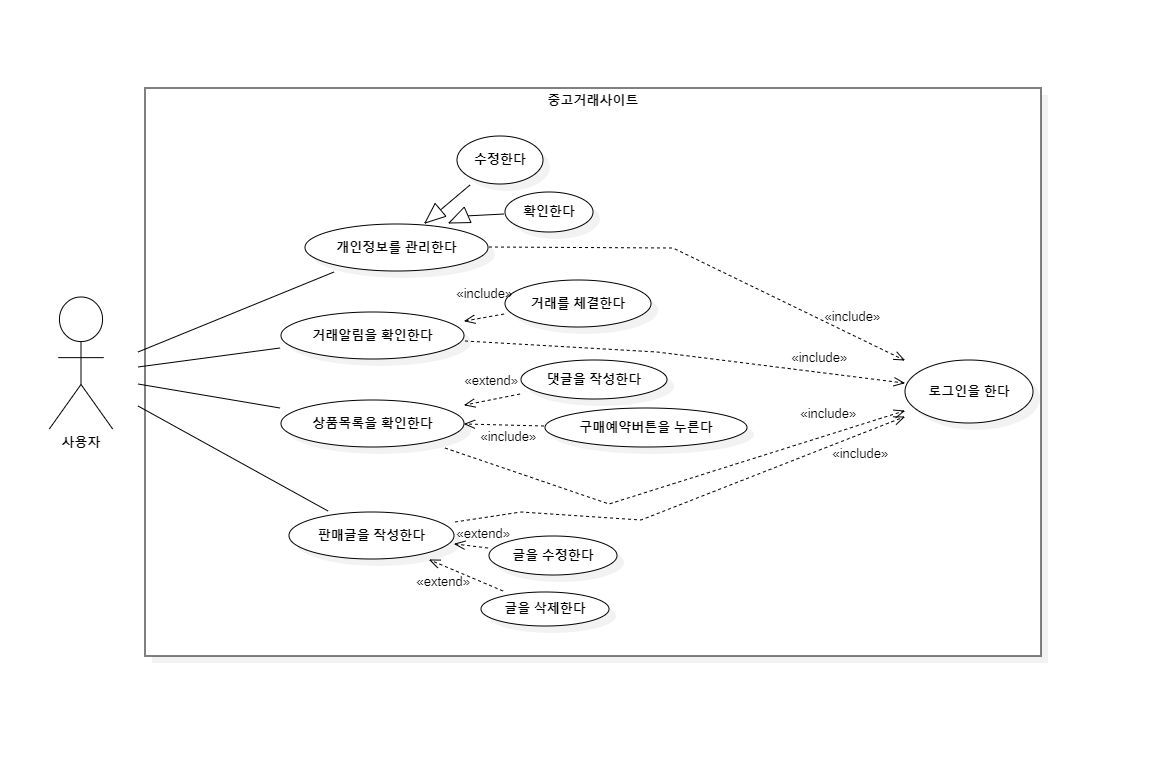 중고거래사이트
수정한다
확인한다
개인정보를 관리한다
«include»
거래를 체결한다
«include»
거래알림을 확인한다
«include»
«extend»
댓글을 작성한다
로그인을 한다
사용자
상품목록을 확인한다
«include»
구매예약버튼을 누른다
«include»
«include»
판매글을 작성한다
«extend»
글을 수정한다
«extend»
글을 삭제한다